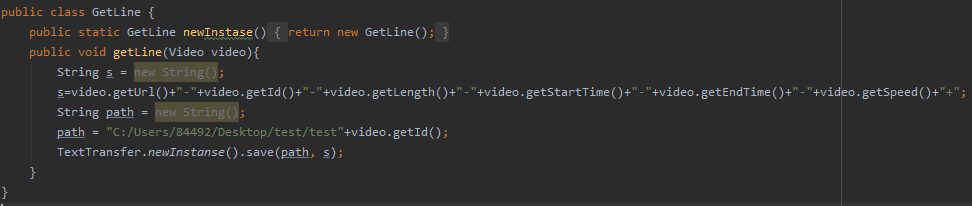 public class GetLine {
    public static GetLine newInstase() { return new GetLine(); }
    public void getLine(Video video){
        String s = new String();
        s=video.getUrl()+"-"+video.getId()+"-"+video.getLength()+"-"+video.getStartTime()+"-"+video.getEndTime()+"-"+video.getSpeed()+"+";
        String path = new String();
        path = "C:/Users/84492/Desktop/test/test"+video.getId();
        TextTransfer.newInstanse().save(path, s);
    }
}